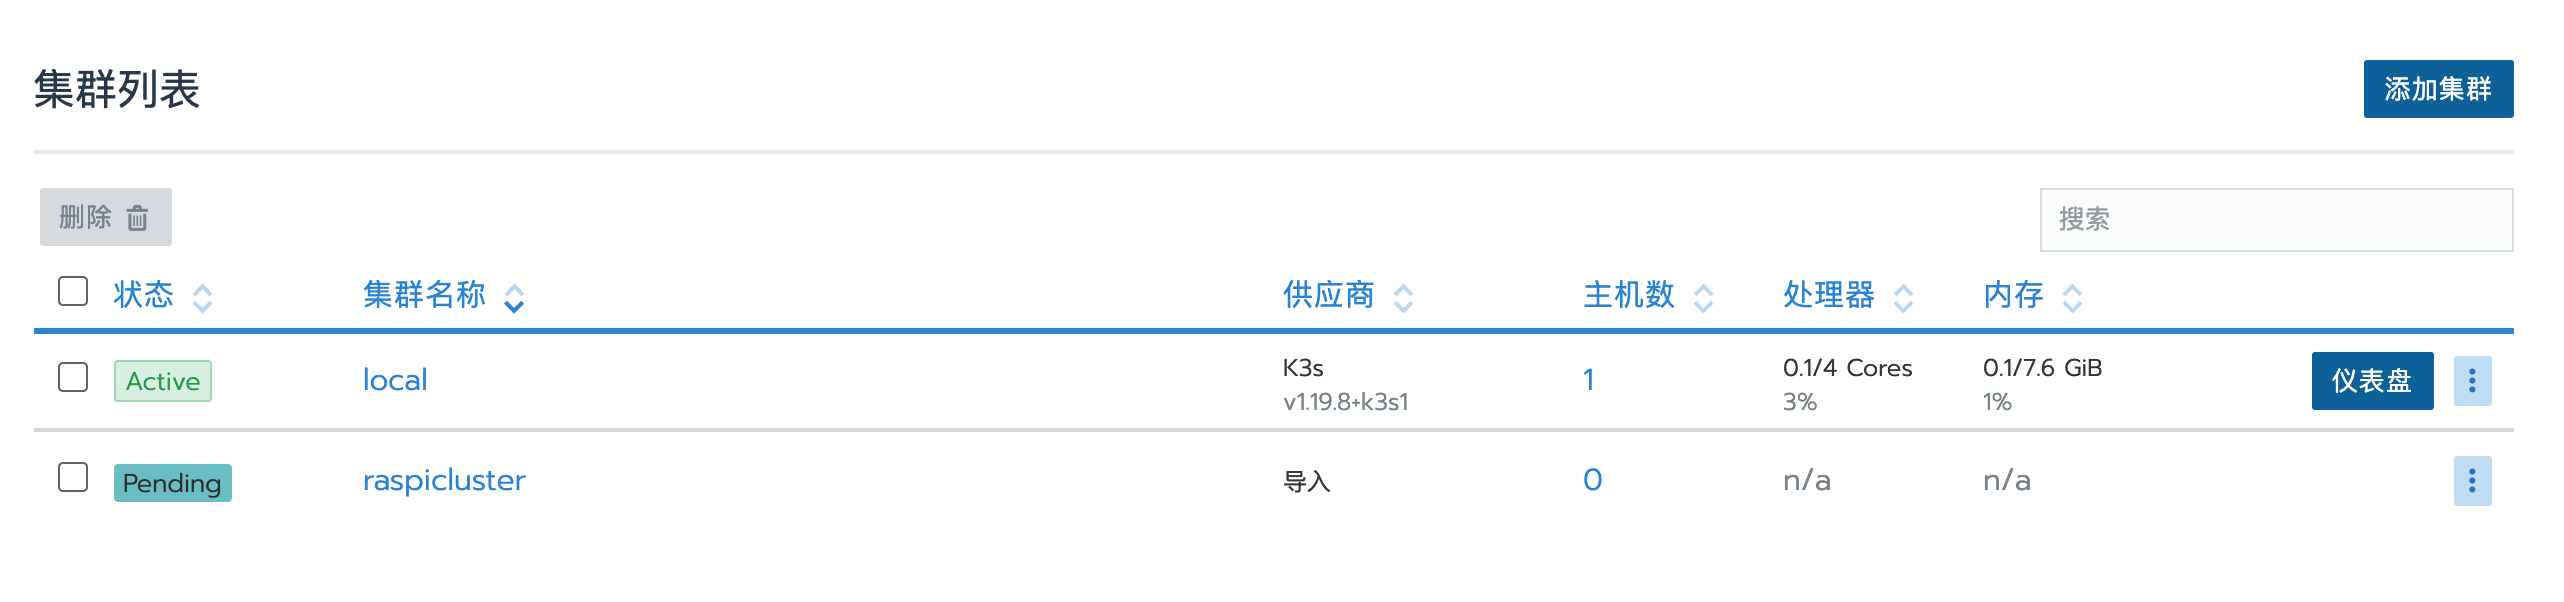 集群列表
添加集群
删除
搜索
状态 集群名称 供应商 主机数 处理器 内存
Active local K3s 1 0.1/4 Cores 0.1/7.6 GiB 仪表盘
v1.19.8+k3s1 3% 1%
Pending raspicluster 导入 0 n/a n/a